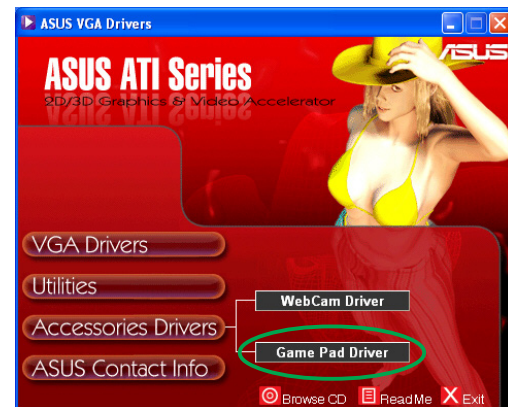 ASUS VGA Drivers
/SUS
ASUS ATI Series
2D/3D Graphics & Video Accelerator
VGA Drivers
Utilities
WebCam Driver
Accessories Drivers
Game Pad Driver
ASUS Contact Info
Browse CD
ReadMe
Exit